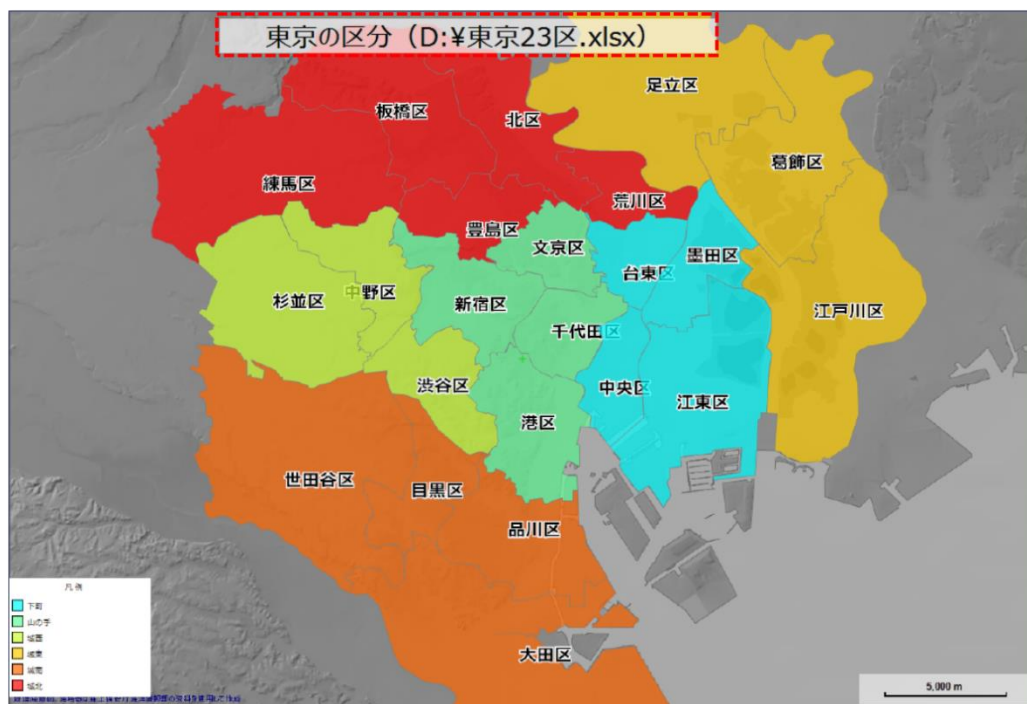 東京の区分（D:¥東京23区.xlsx）
足立区
板橋区
北区
葛飾区
練馬区
荒川区
豊島区
文京区
墨田区
台東区
杉並区
中野区
新宿区
江戸川区
千代田区
渋谷区
中央区
江東区
港区
世田谷区
目黒区
品川区
大田区
凡例
下町
山の手
城西
城東
城南
城北
5,000 m